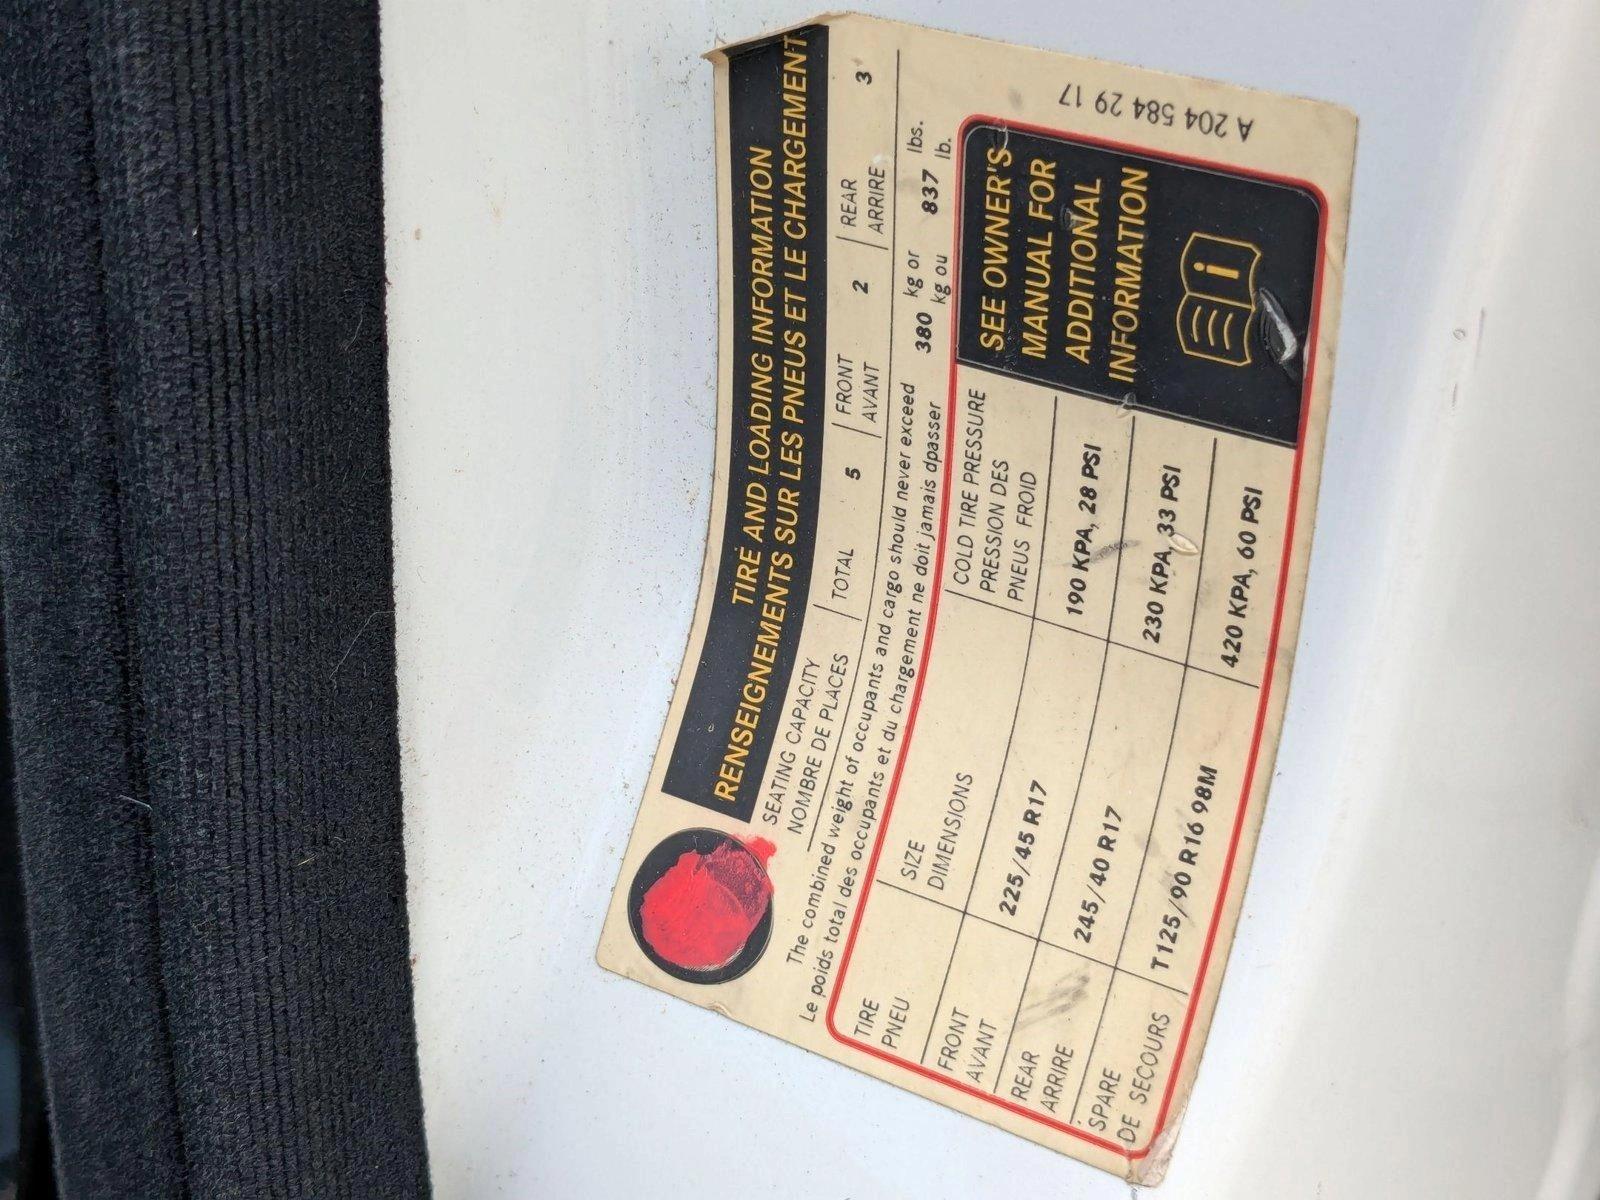 TIRE AND LOADING INFORMATION
RENSEIGNEMENTS SUR LES PNEUS ET LE CHARGEMENT
SEATING CAPACITY
NOMBRE DE PLACES
TOTAL 5
FRONT
AVANT
2
REAR
ARRIRE
3
The combined weight of occupants and cargo should never exceed 380 kg or 837 lbs.
Le poids total des occupants et du chargement ne doit jamais dpasser kg ou lb.
TIRE
PNEU
SIZE
DIMENSIONS
COLD TIRE PRESSURE
PRESSION DES
PNEUS FROID
FRONT
AVANT
225/45 R17
190 KPA, 28 PSI
REAR
ARRIRE
245/40 R17
230 KPA, 33 PSI
SPARE
DE SECOURS
T125/90 R16 98M
420 KPA, 60 PSI
SEE OWNER'S
MANUAL FOR
ADDITIONAL
INFORMATION
i
A 204 584 29 17